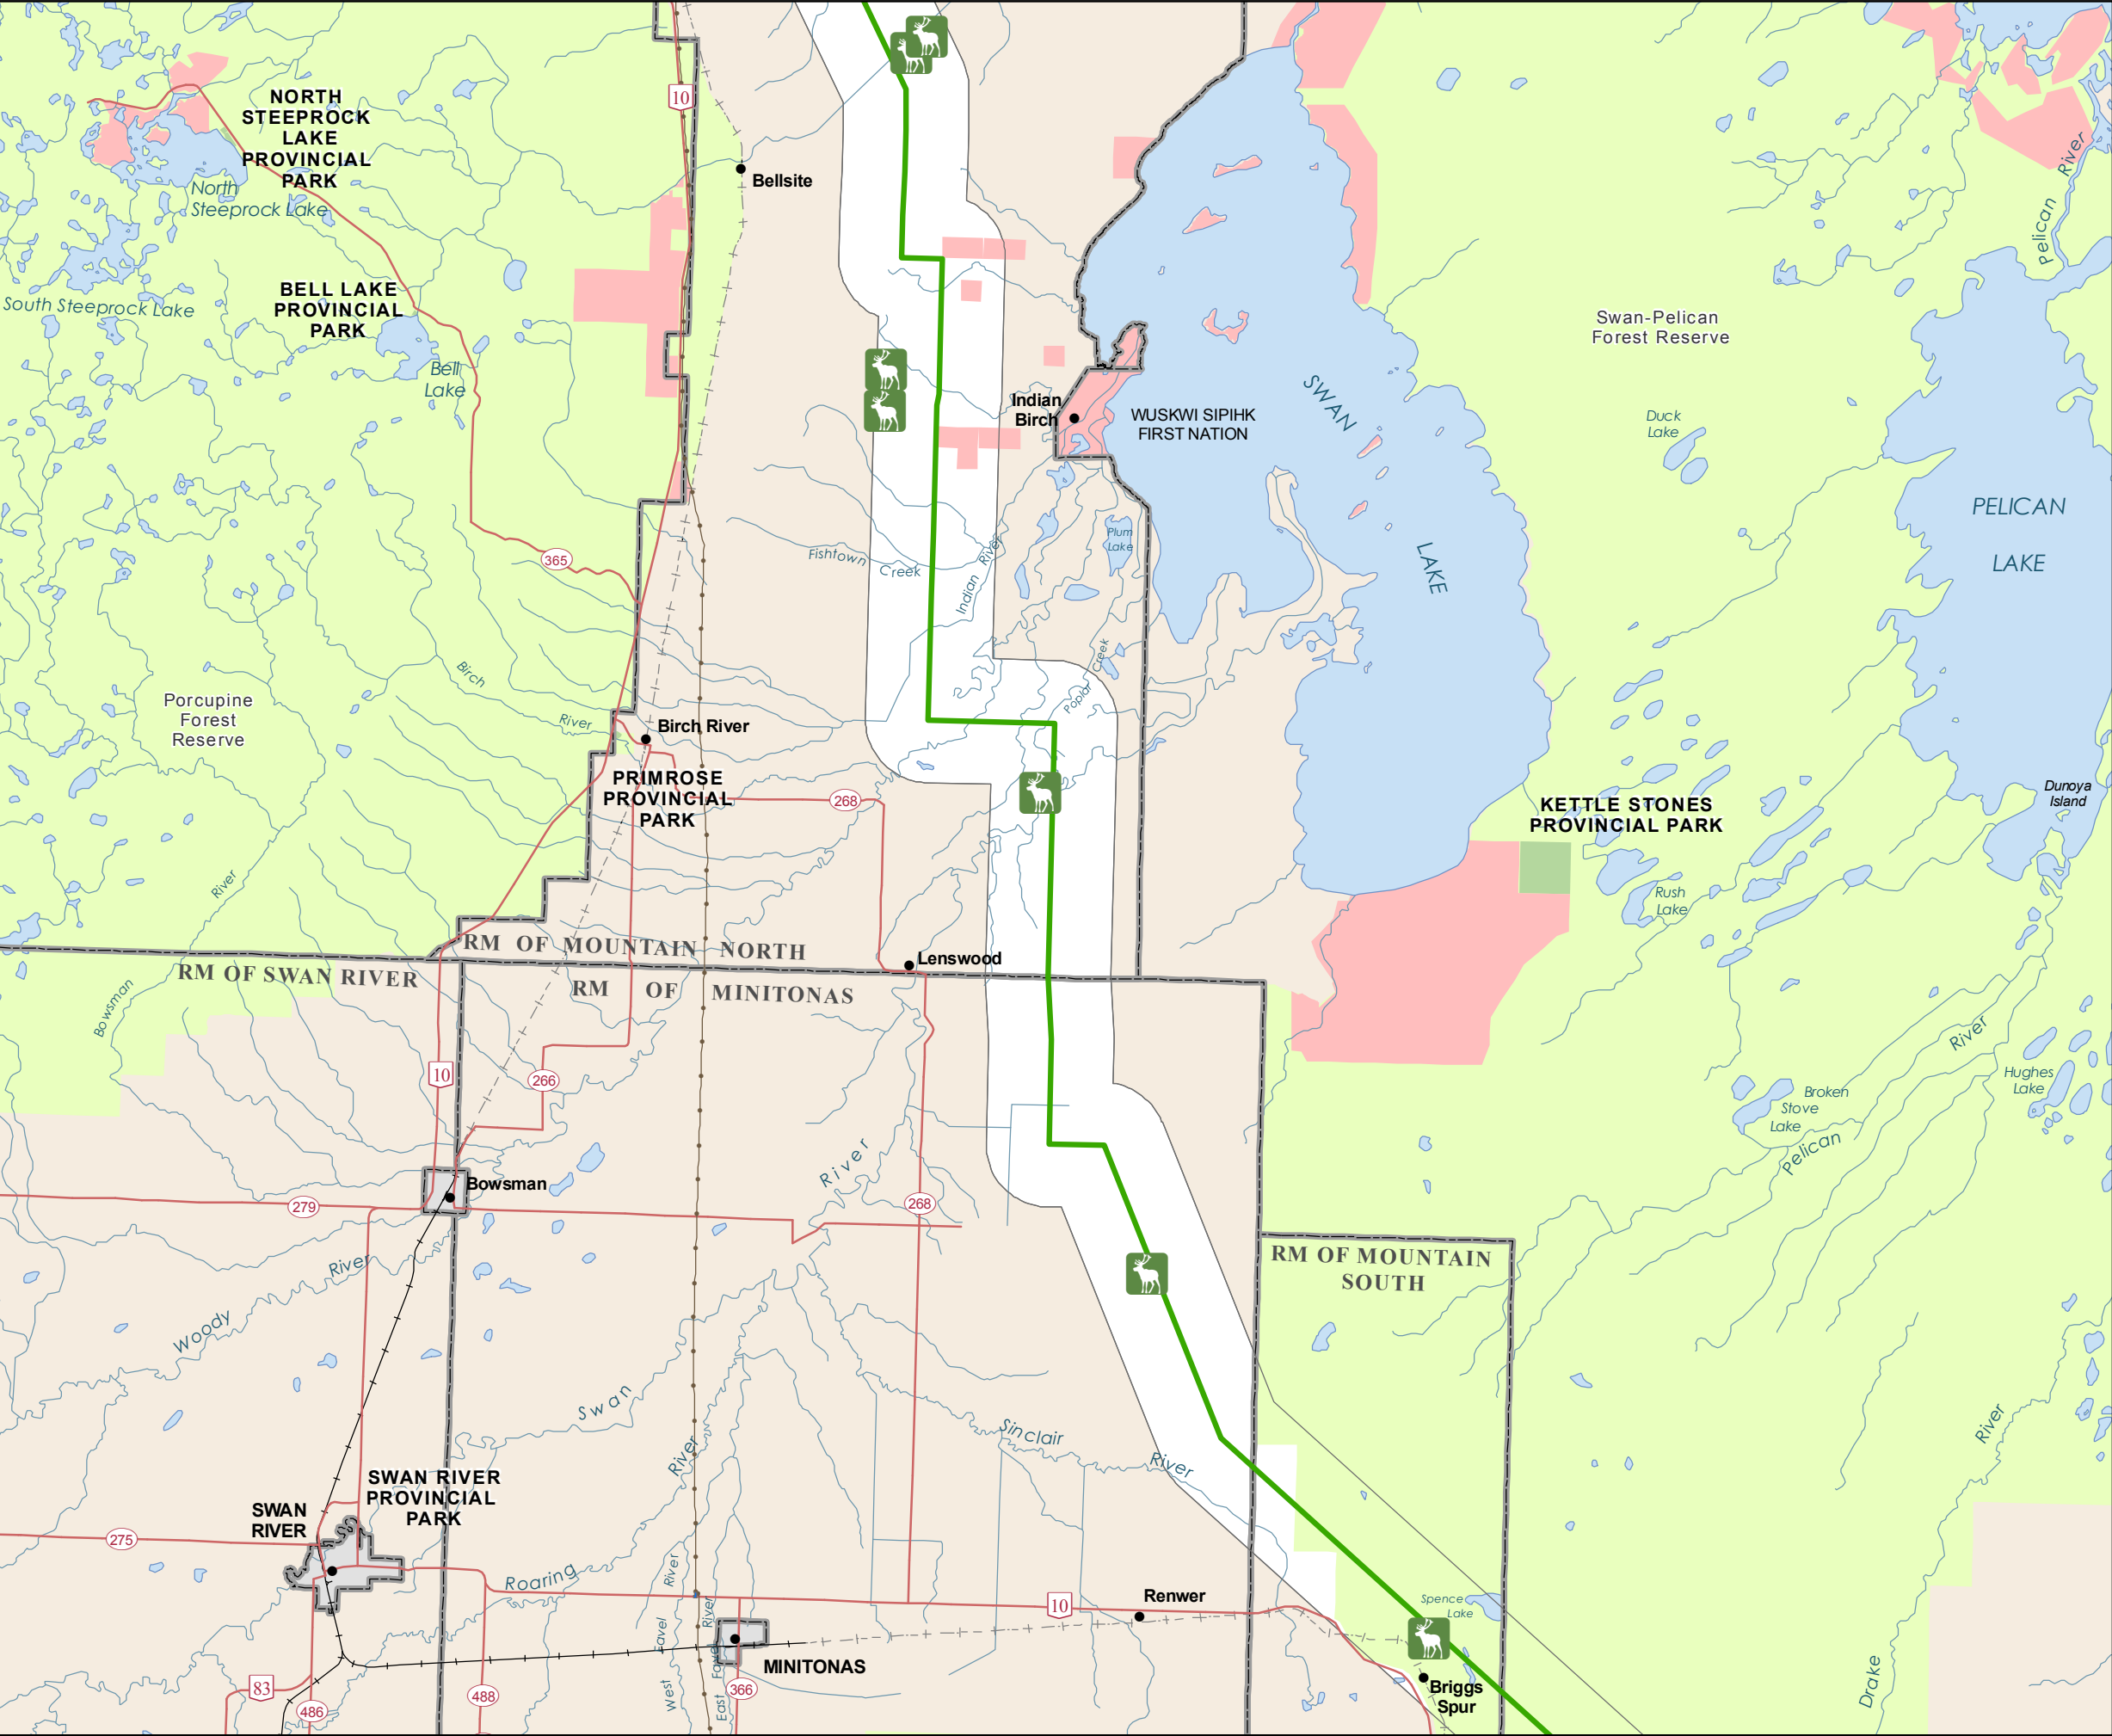 10
NORTH
STEEPROCK
LAKE
PROVINCIAL
PARK
North
Steeprock Lake
Bellsite
River
Pelican
BELL LAKE
PROVINCIAL
PARK
South Steeprock Lake
Bell
Lake
Swan-Pelican
Forest Reserve
Indian
Birch
WUSKWI SIPIHK
FIRST NATION
SWAN
LAKE
Duck
Lake
PELICAN
LAKE
Plum
Lake
365
Fishtown
Creek
Indian River
Birch
River
Poplar Creek
Porcupine
Forest
Reserve
Birch River
PRIMROSE
PROVINCIAL
PARK
268
Dunoya
Island
KETTLE STONES
PROVINCIAL PARK
Rush
Lake
River
Bowsman
RM OF MOUNTAIN NORTH
Lenswood
RM OF SWAN RIVER
RM OF MINITONAS
10
266
River
Hughes
Lake
Broken
Stove
Lake
Pelican
Bowsman
River
279
268
RM OF MOUNTAIN
SOUTH
Woody
River
Swan
River
Sinclair
River
River
Drake
SWAN RIVER
PROVINCIAL
PARK
SWAN
RIVER
275
Roaring
River
West
Favel
River
East
Favel
River
Renwer
10
Spence
Lake
MINITONAS
Briggs
Spur
83
486
488
366